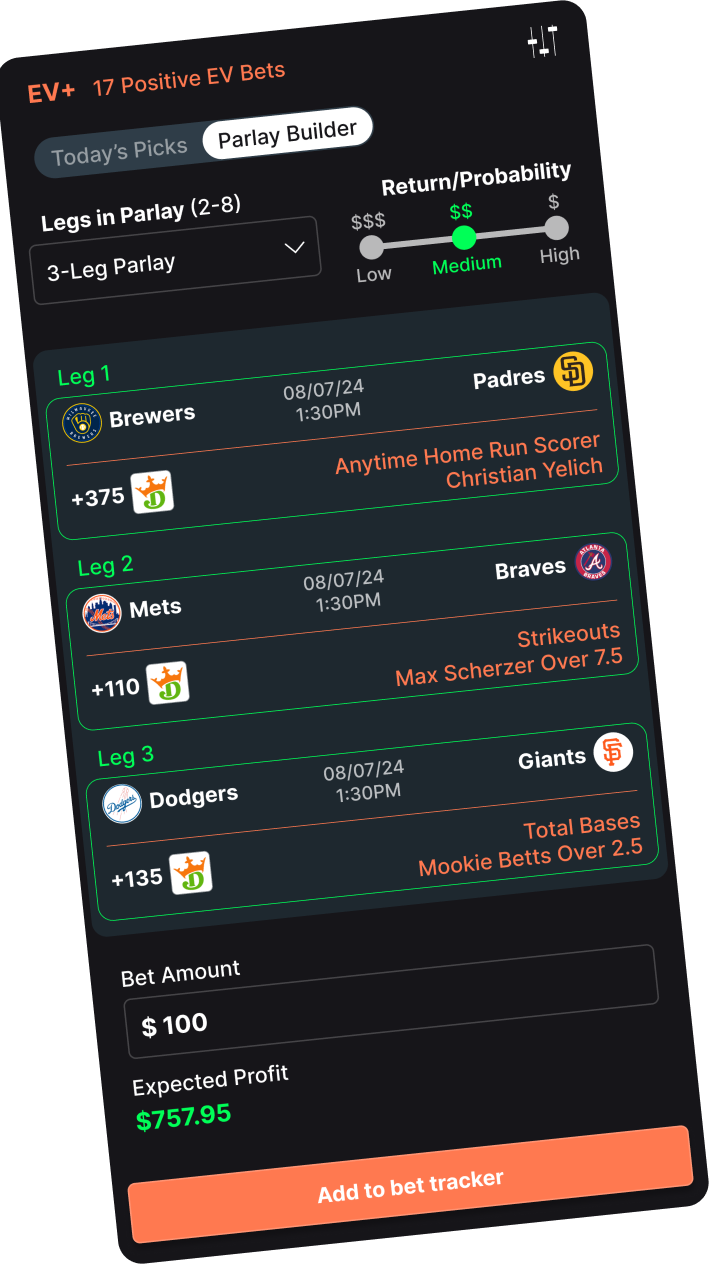 EV+ 17 Positive EV Bets
Today's Picks Parlay Builder
Legs in Parlay (2-8)
3-Leg Parlay
Return/Probability
$$$ $$ $
Low Medium High
Leg 1
Brewers
08/07/24
1:30PM
Padres
+375
Anytime Home Run Scorer
Christian Yelich
Leg 2
Mets
08/07/24
1:30PM
Braves
+110
Strikeouts
Max Scherzer Over 7.5
Leg 3
Dodgers
08/07/24
1:30PM
Giants
+135
Total Bases
Mookie Betts Over 2.5
Bet Amount
$ 100
Expected Profit
$757.95
Add to bet tracker